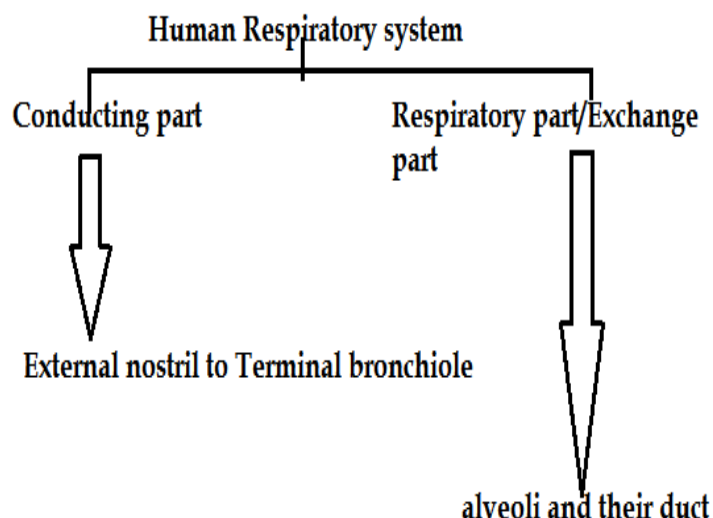 Human Respiratory system
Conducting part
Respiratory part/Exchange
part
External nostril to Terminal bronchiole
alveoli and their duct